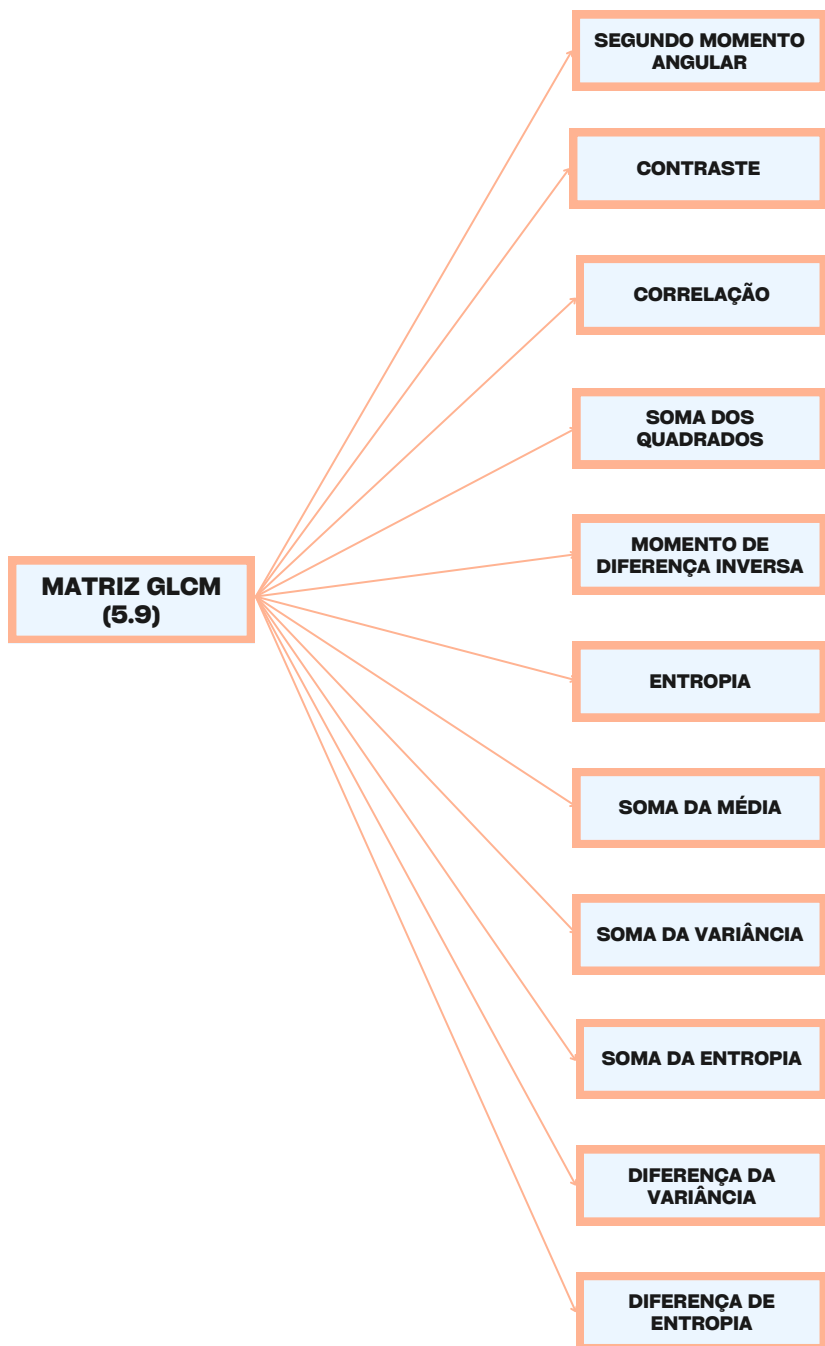 SEGUNDO MOMENTO
ANGULAR
CONTRASTE
CORRELAÇÃO
SOMA DOS
QUADRADOS
MOMENTO DE
DIFERENÇA INVERSA
MATRIZ GLCM
(5.9)
ENTROPIA
SOMA DA MÉDIA
SOMA DA VARIÂNCIA
SOMA DA ENTROPIA
DIFERENÇA DA
VARIÂNCIA
DIFERENÇA DE
ENTROPIA